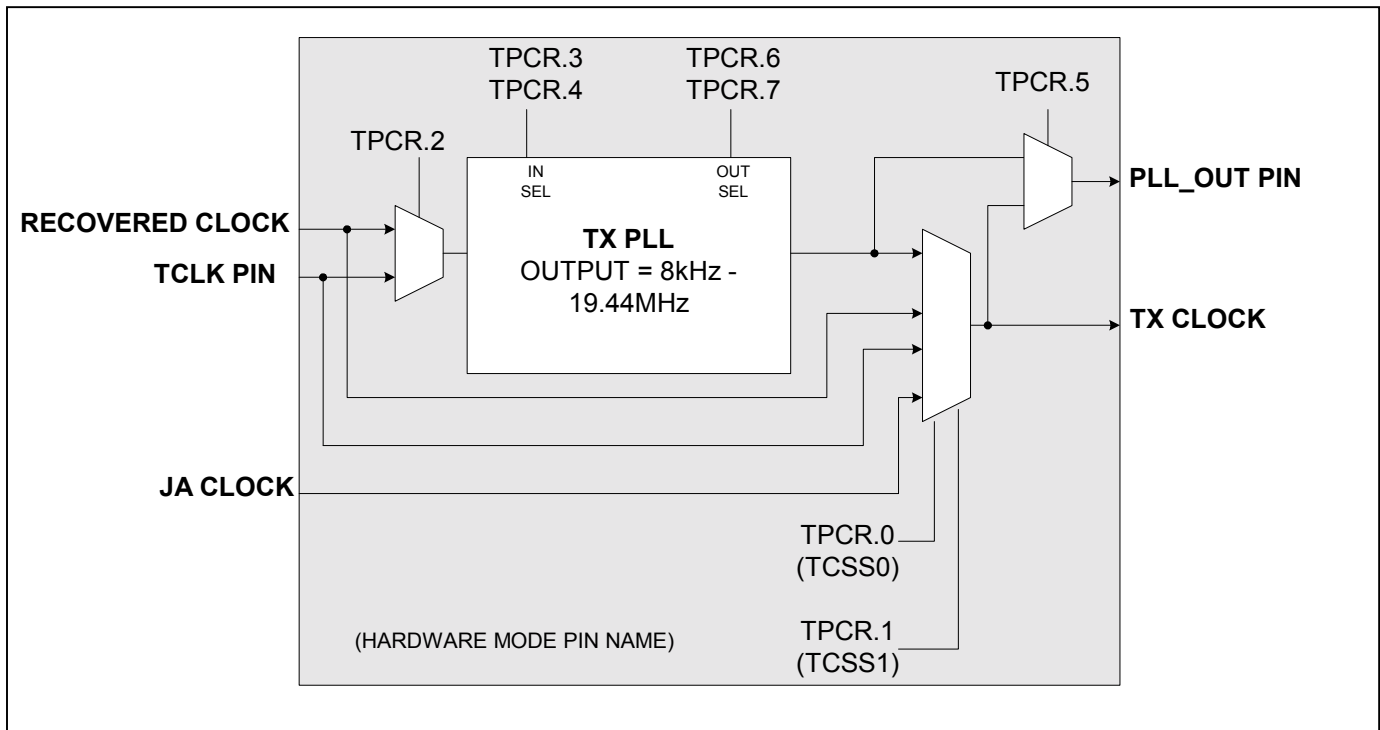 TPCR.3
TPCR.4
TPCR.6
TPCR.7
TPCR.5
TPCR.2
IN
SEL
OUT
SEL
PLL_OUT PIN
RECOVERED CLOCK
TX PLL
OUTPUT = 8kHz -
19.44MHz
TCLK PIN
TX CLOCK
JA CLOCK
TPCR.0
(TCSS0)
TPCR.1
(TCSS1)
(HARDWARE MODE PIN NAME)